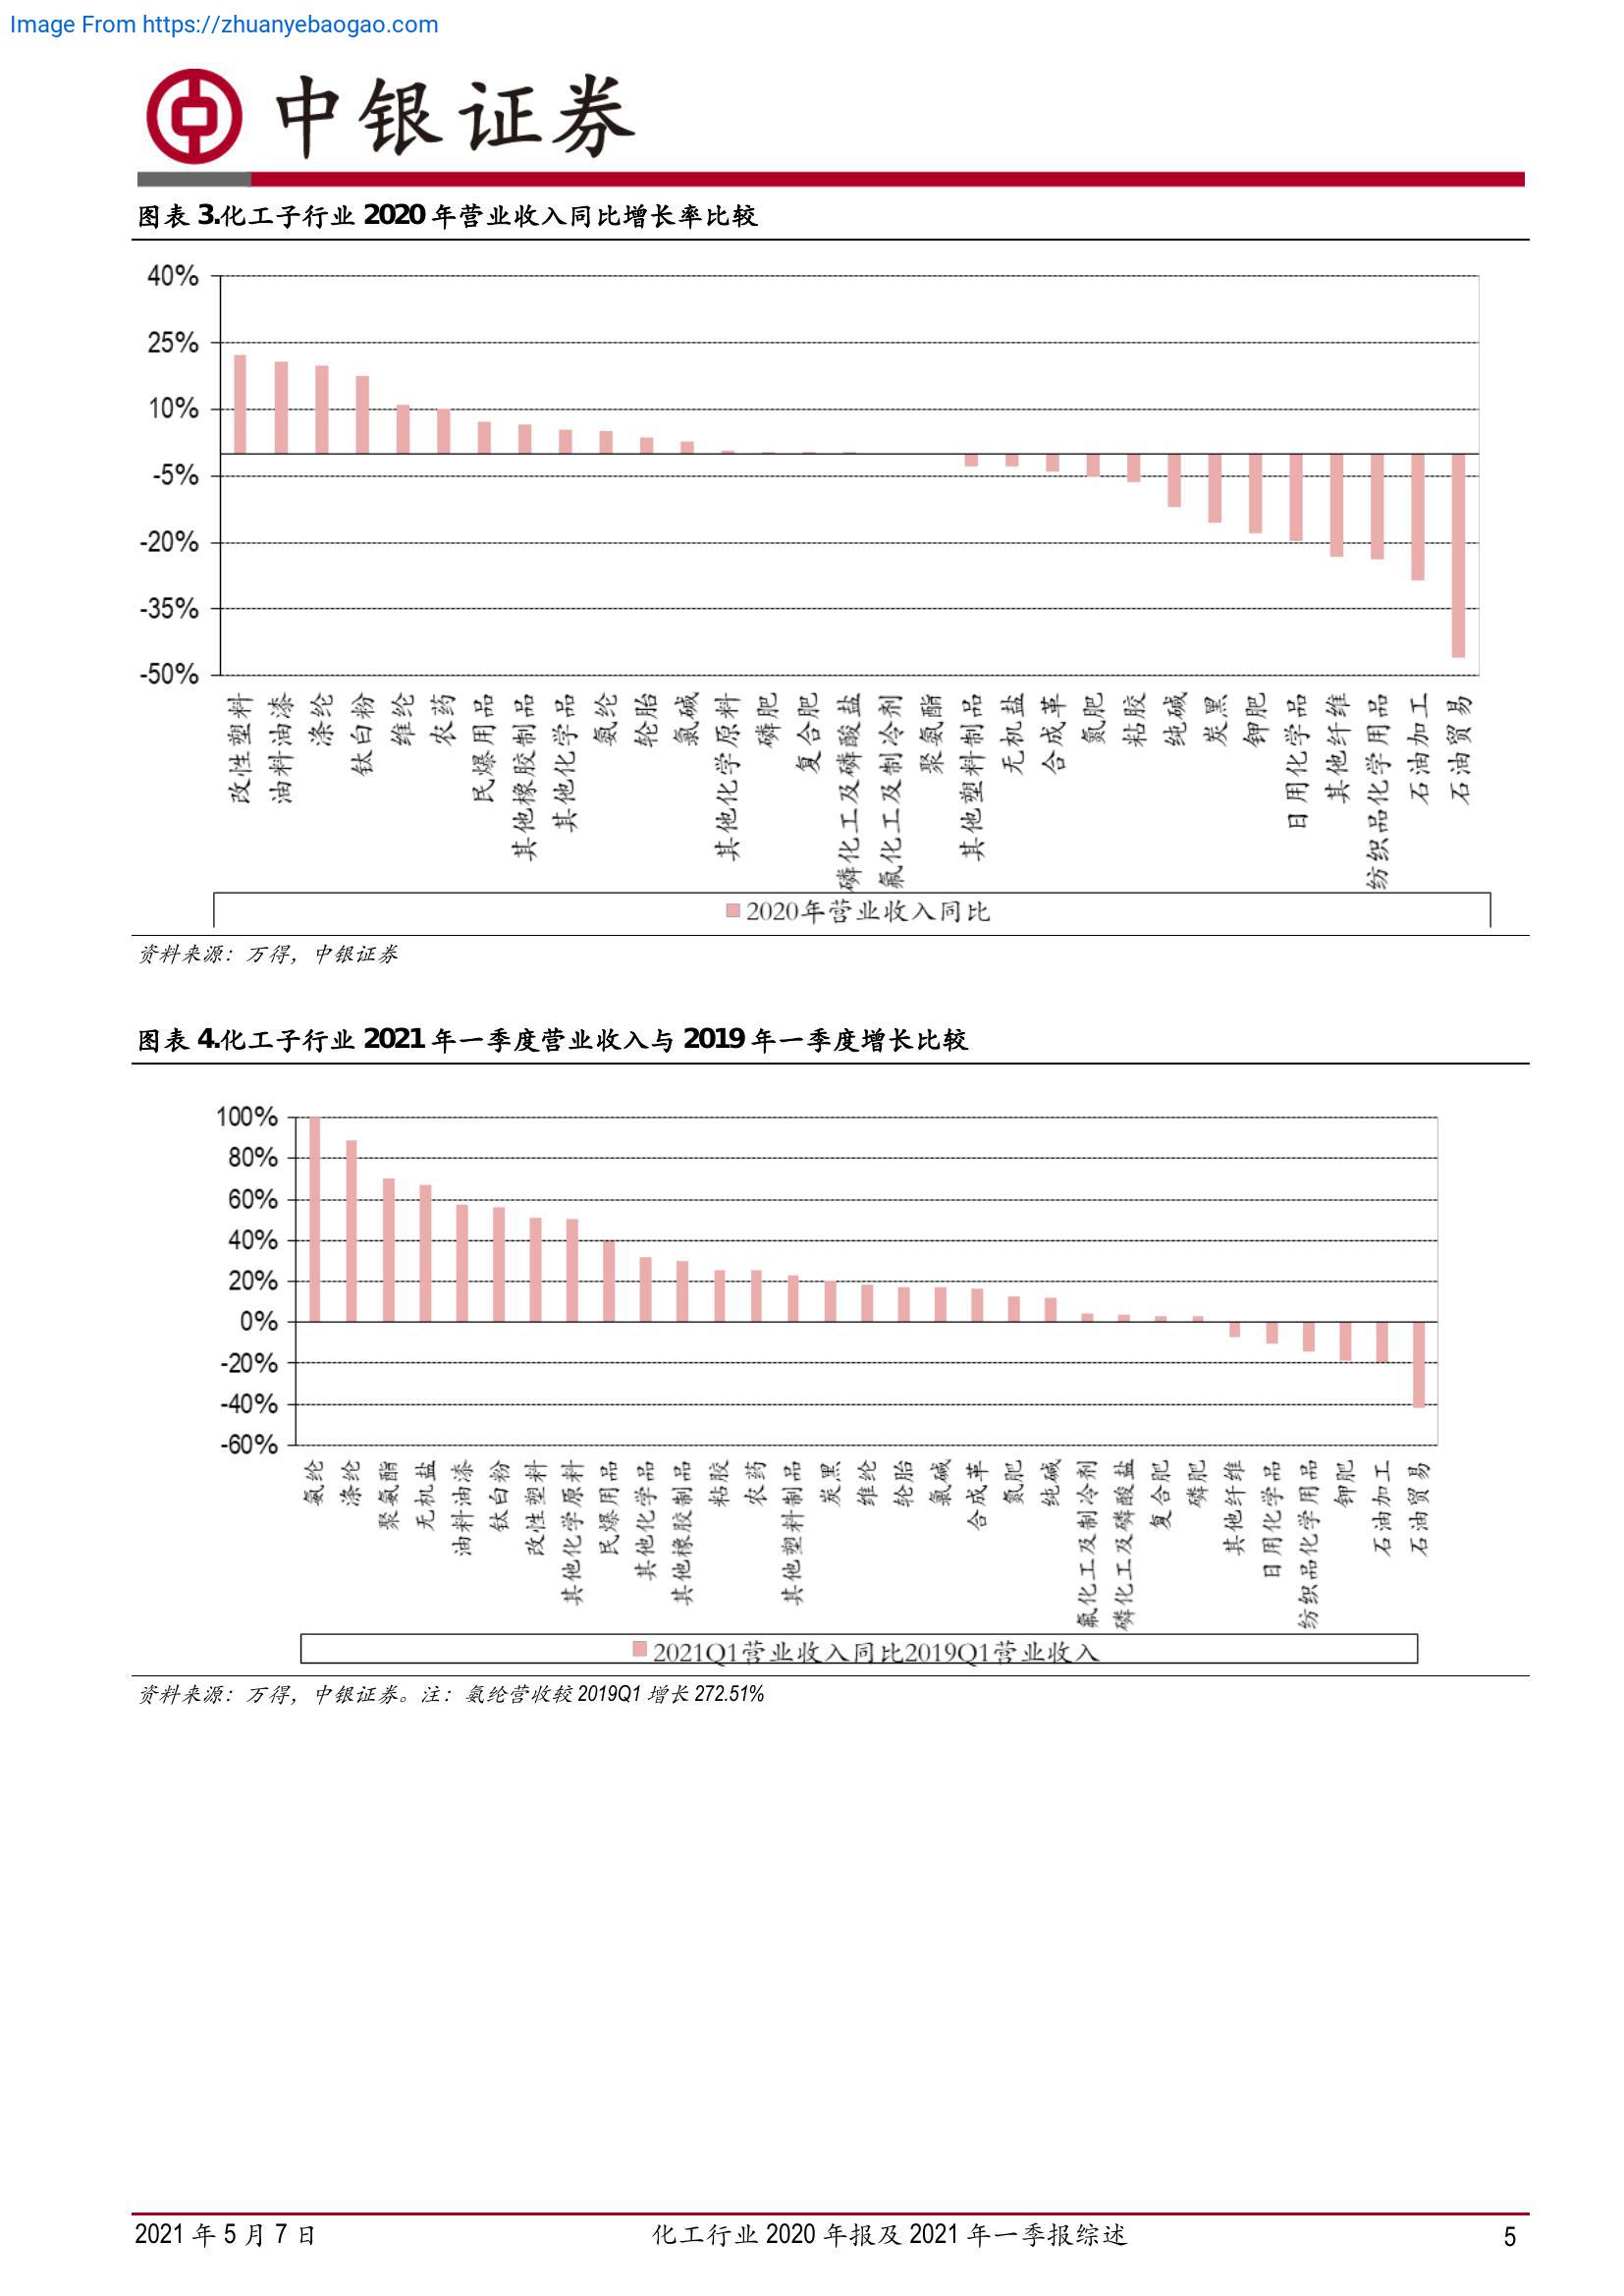 Image From https://zhuanyebaogao.com
中银证券
图表 3.化工子行业 2020 年营业收入同比增长率比较
40%
25%
10%
-5%
-20%
-35%
-50%
改性塑料
油料油漆
涤纶
钛白粉
维纶
农药
民爆用品
其他橡胶制品
其他化学品
氨纶
轮胎
氯碱
其他化学原料
磷肥
复合肥
磷化工及磷酸盐
氟化工及制冷剂
聚氨酯
其他塑料制品
无机盐
合成革
氮肥
粘胶
纯碱
炭黑
钾肥
日用化学品
其他纤维
纺织品化学用品
石油加工
石油贸易
2020年营业收入同比
资料来源：万得，中银证券
图表 4.化工子行业 2021 年一季度营业收入与 2019 年一季度增长比较
100%
80%
60%
40%
20%
0%
-20%
-40%
-60%
氨纶
涤纶
聚氨酯
无机盐
油料油漆
钛白粉
改性塑料
其他化学原料
民爆用品
其他化学品
其他橡胶制品
粘胶
农药
其他塑料制品
炭黑
维纶
轮胎
氯碱
合成革
氮肥
纯碱
氟化工及制冷剂
磷化工及磷酸盐
复合肥
磷肥
其他纤维
日用化学品
纺织品化学用品
钾肥
石油加工
石油贸易
2021Q1营业收入同比2019Q1营业收入
资料来源：万得，中银证券。注：氨纶营收较 2019Q1 增长 272.51%
2021 年 5 月 7 日 化工行业 2020 年报及 2021 年一季报综述 5